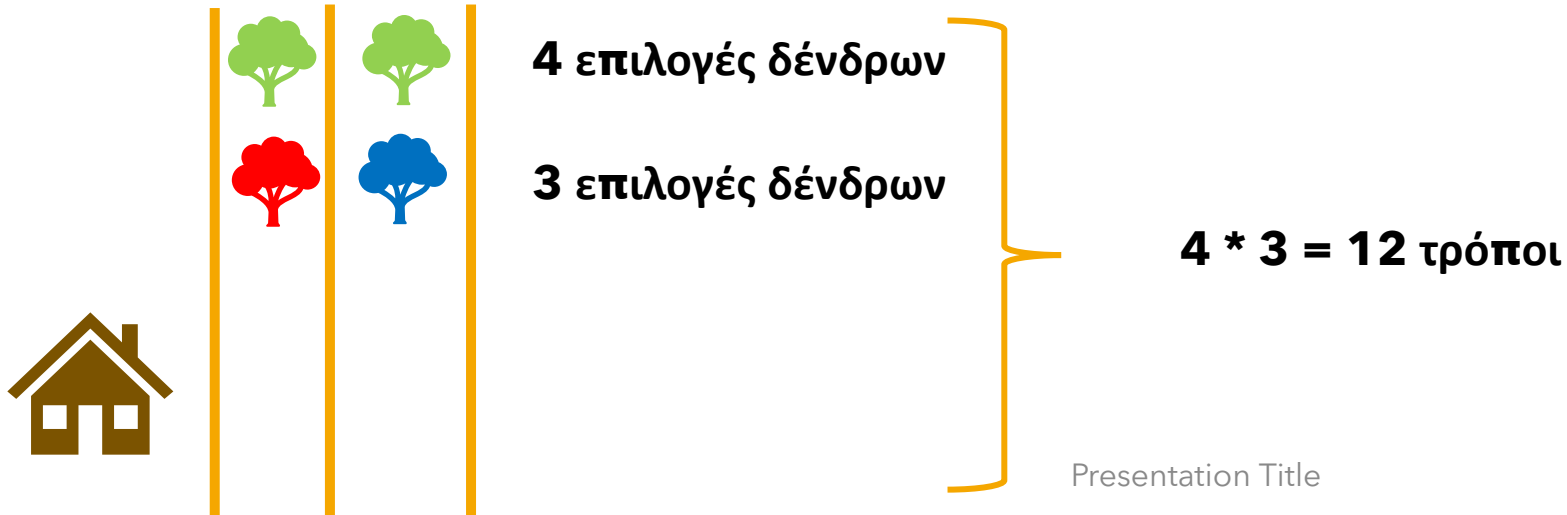 4 επιλογές δένδρων
3 επιλογές δένδρων
4 * 3 = 12 τρόποι
Presentation Title